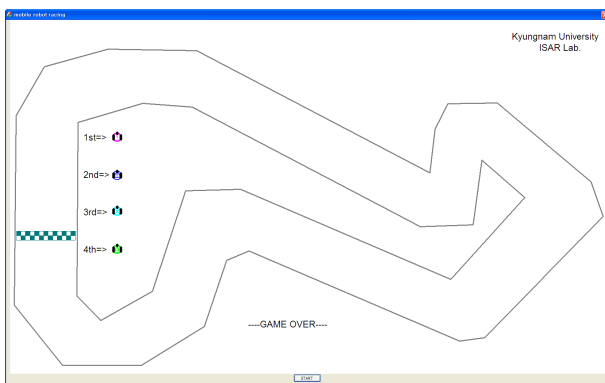 mobile robot racing
Kyungnam University
ISAR Lab.
1st=>
2nd=>
3rd=>
4th=>
----GAME OVER----
START